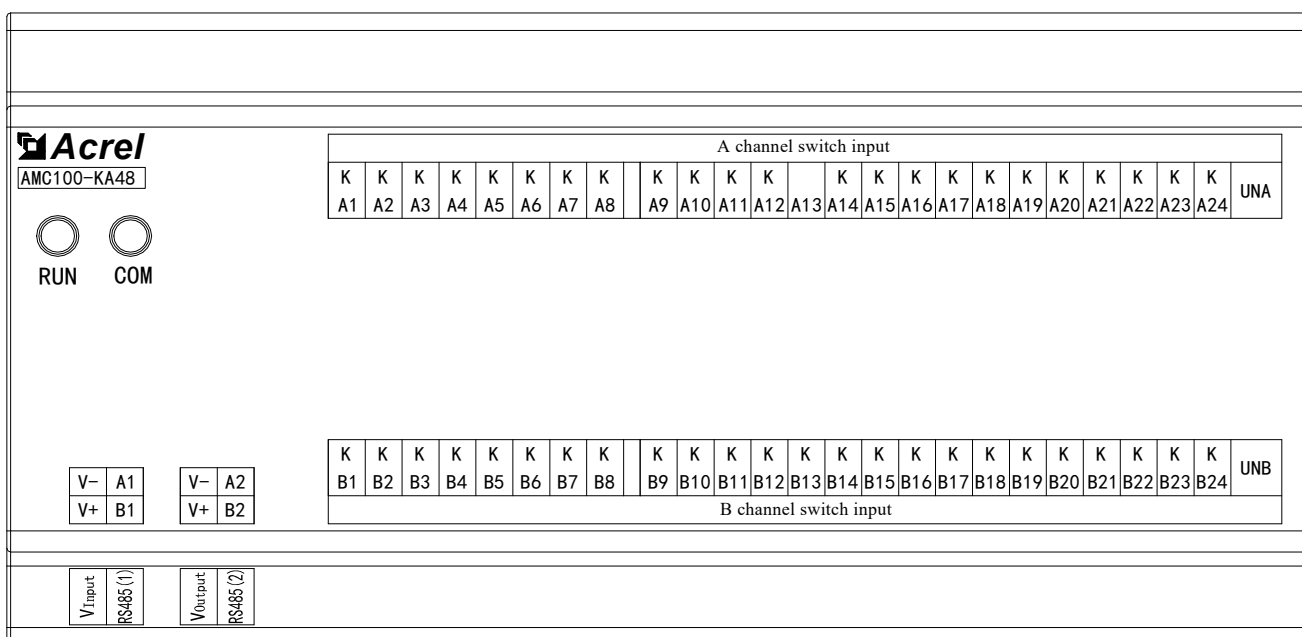 Acrel
AMC100-KA48
RUN COM
A channel switch input
K K K K K K K K K K K K K K K K K K K K K K K
A1 A2 A3 A4 A5 A6 A7 A8 A9 A10 A11 A12 A13 A14 A15 A16 A17 A18 A19 A20 A21 A22 A23 A24 UNA
K K K K K K K K K K K K K K K K K K K K K K K K
B1 B2 B3 B4 B5 B6 B7 B8 B9 B10 B11 B12 B13 B14 B15 B16 B17 B18 B19 B20 B21 B22 B23 B24 UNB
B channel switch input
V- A1 V- A2
V+ B1 V+ B2
VInput RS485(1) VOutput RS485(2)